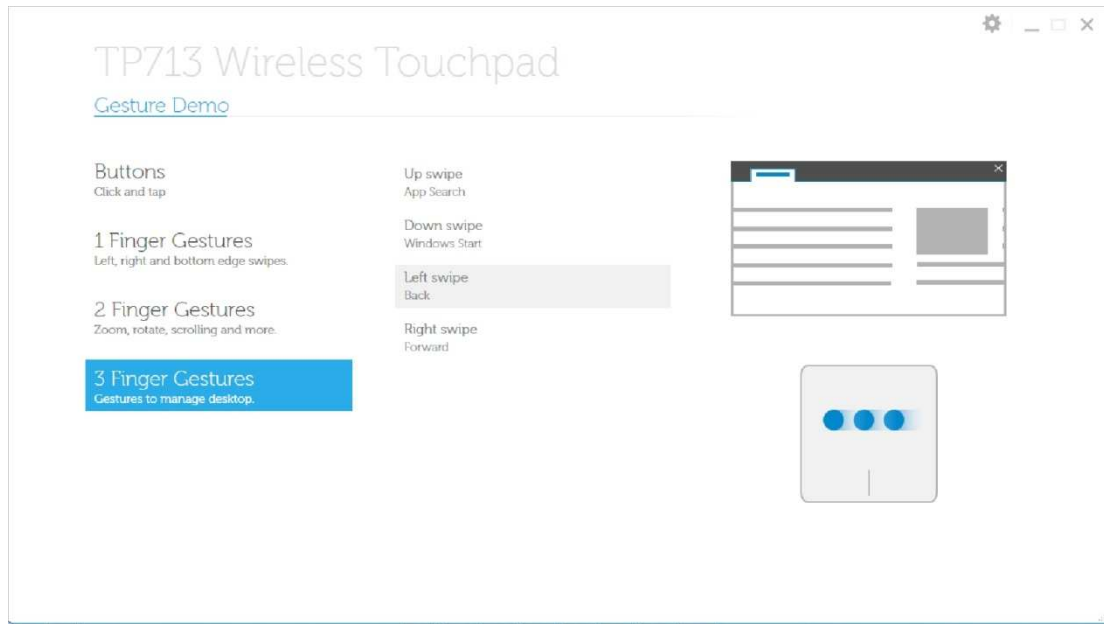 TP713 Wireless Touchpad
Gesture Demo
Buttons
Click and tap
1 Finger Gestures
Left, right and bottom edge swipes.
2 Finger Gestures
Zoom, rotate, scrolling and more.
3 Finger Gestures
Gestures to manage desktop.
Up swipe
App Search
Down swipe
Windows Start
Left swipe
Back
Right swipe
Forward